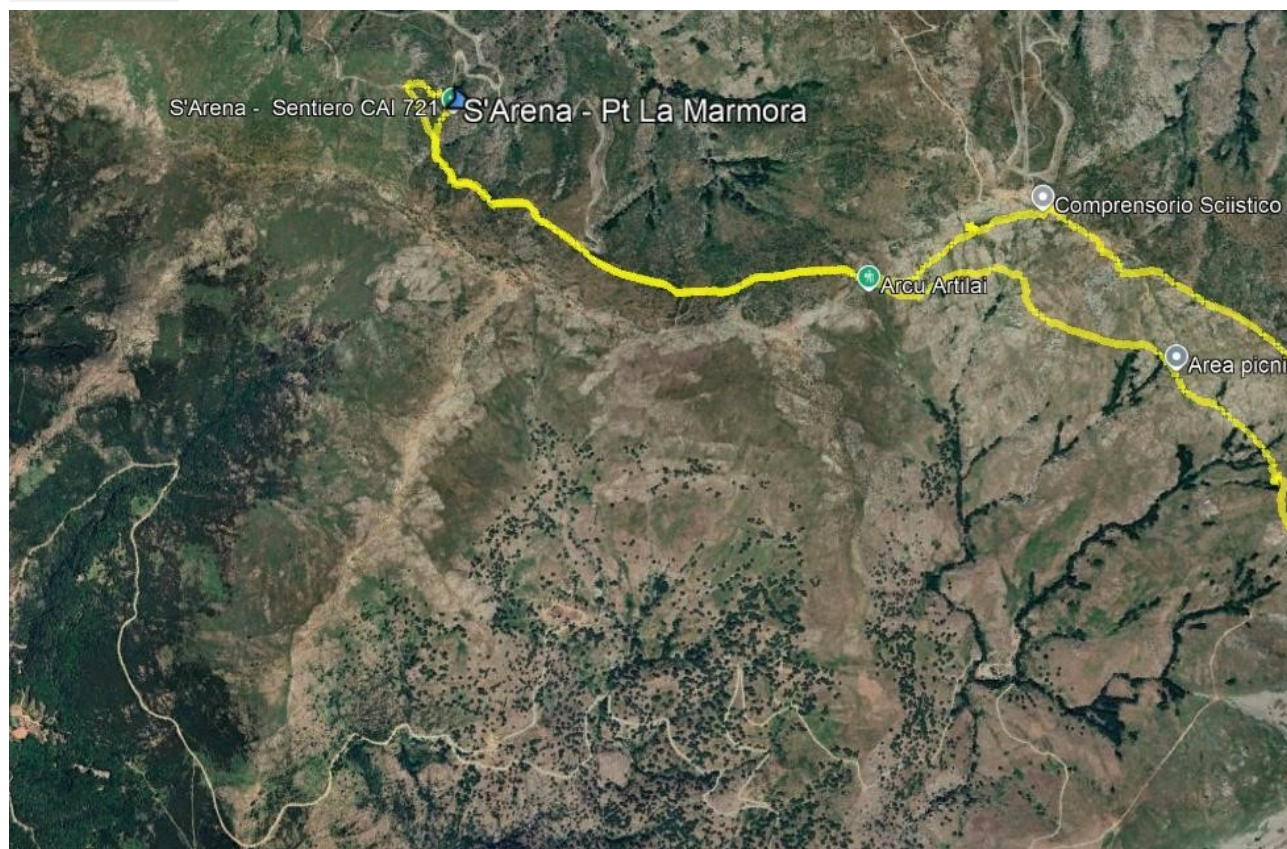 S'Arena - Sentiero CAI 721
S'Arena - Pt La Marmora
Comprensorio Sciistico
Arcu Artilai
Area picni